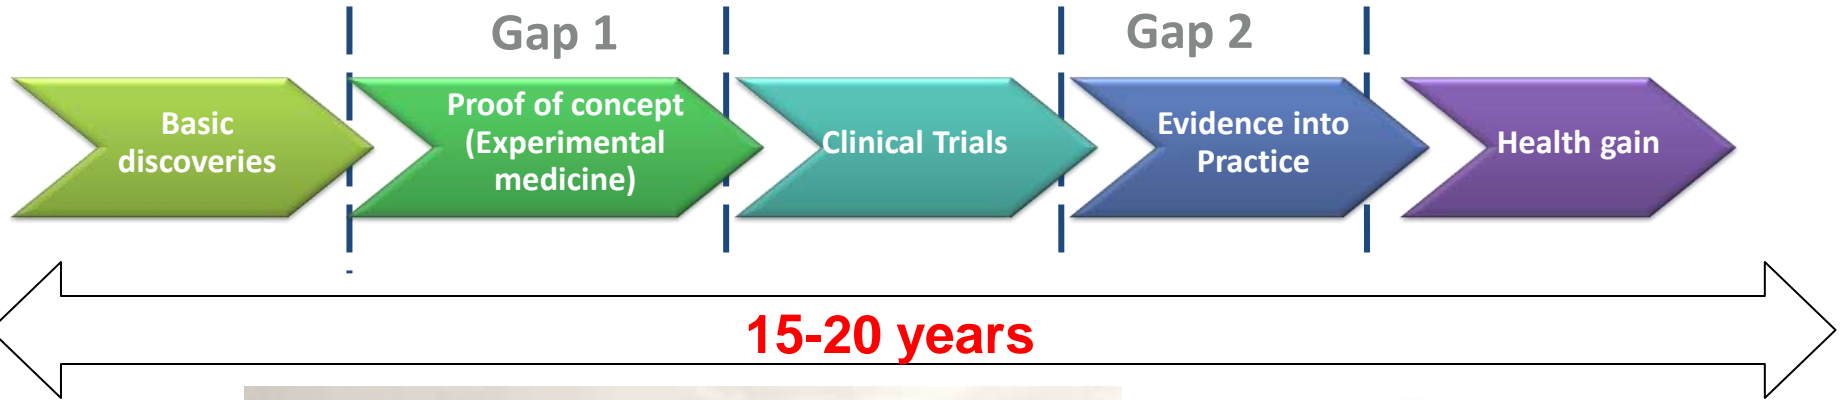 Gap 1
Gap 2
Basic
discoveries
Proof of concept
(Experimental
medicine)
Clinical Trials
Evidence into
Practice
Health gain
15-20 years